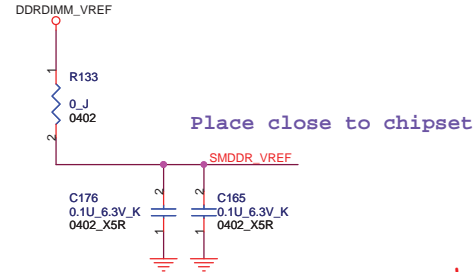 DDRDIMM_VREF
1
R133
0_J
0402
2
Place close to chipset
SMDDR_VREF
C176
0.1U_6.3V_K
0402_X5R
2
1
C165
0.1U_6.3V_K
0402_X5R
2
1